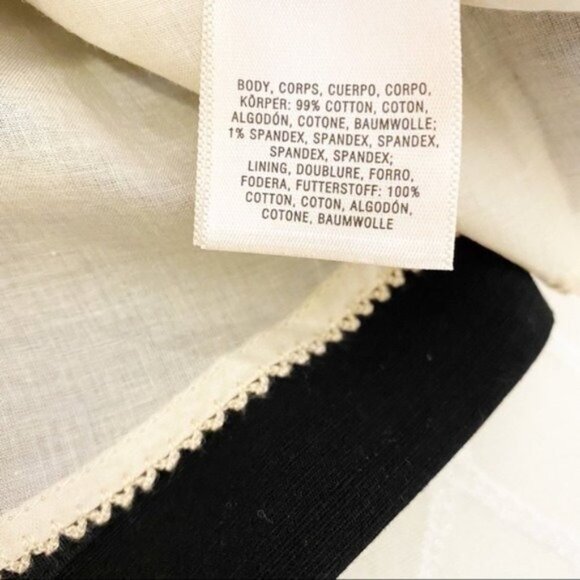 BODY, CORPS, CUERPO, CORPO,
KÖRPER: 99% COTTON, COTON,
ALGODÓN, COTONE, BAUMWOLLE;
1% SPANDEX, SPANDEX, SPANDEX,
SPANDEX, SPANDEX;
LINING, DOUBLURE, FORRO,
FODERA, FUTTERSTOFF: 100%
COTTON, COTON, ALGODÓN,
COTONE, BAUMWOLLE